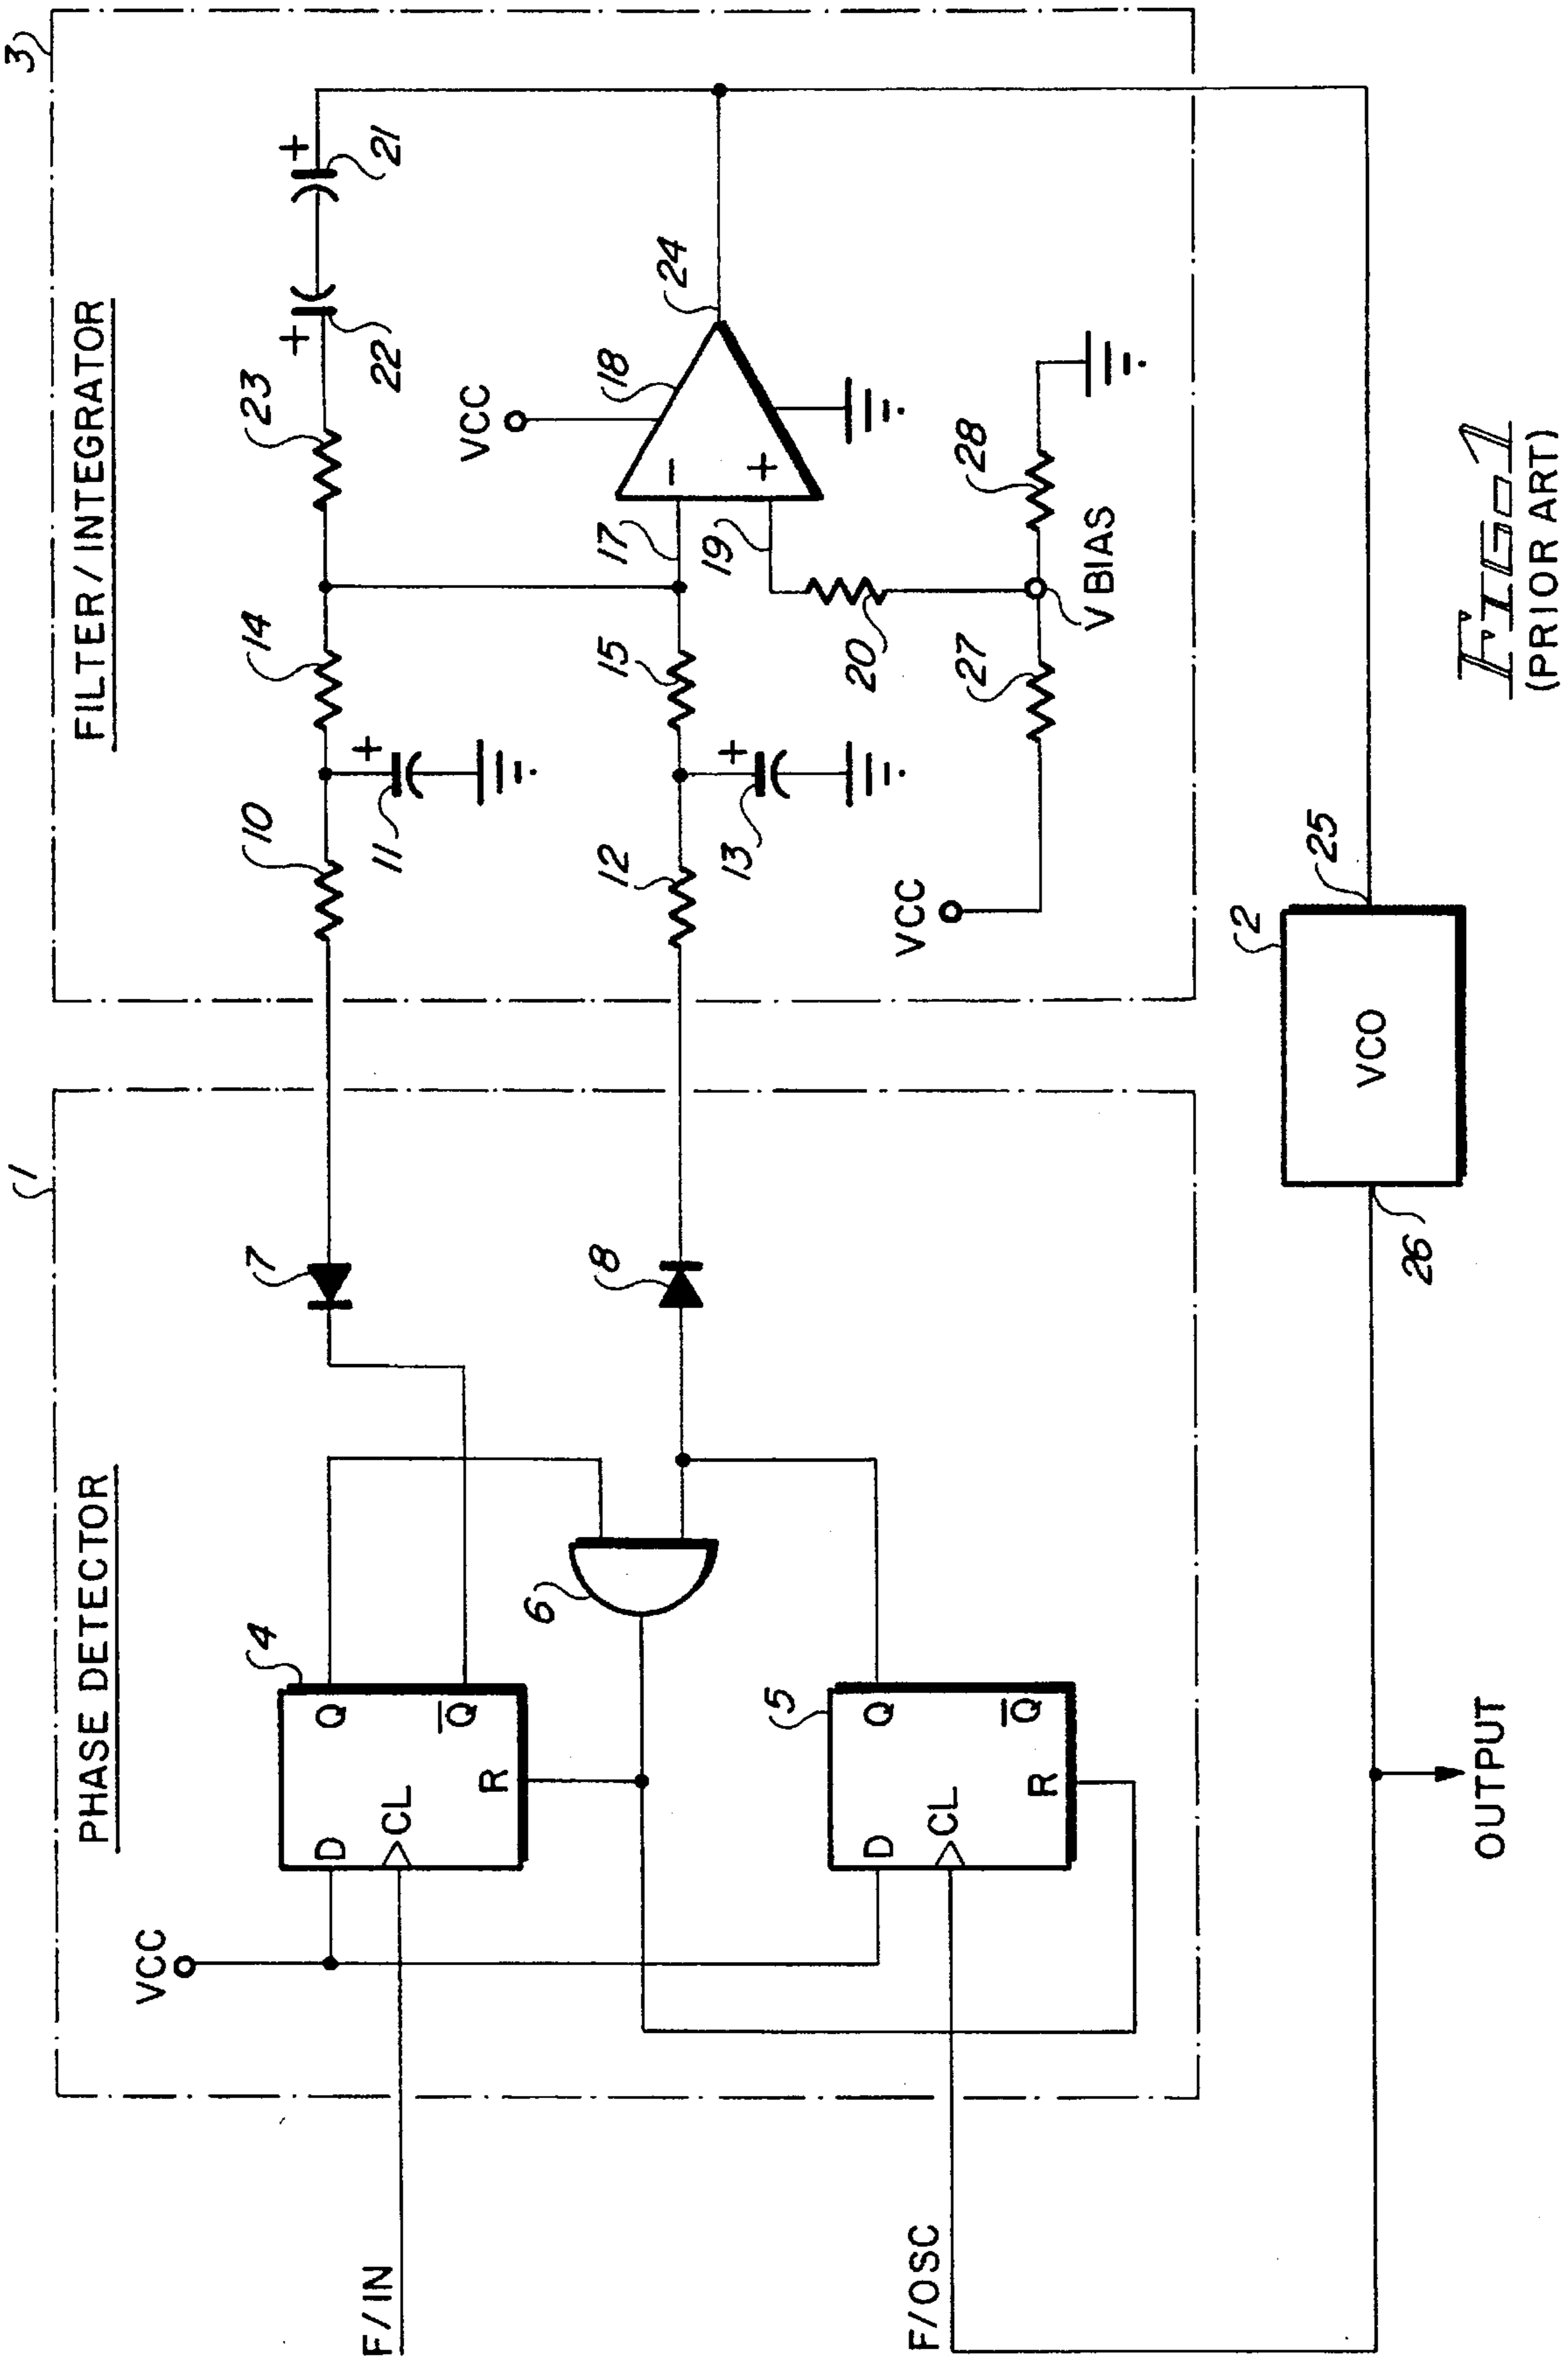 3
FILTER / INTEGRATOR
10
14
23
22
+
+
21
11
+
VCC
18
24
12
15
17
−
13
+
19
+
20
VCC
27
V BIAS
28
1
PHASE DETECTOR
VCC
7
4
D
Q
CL
Q̅
R
F/IN
6
8
5
D
Q
CL
Q̅
R
F/OSC
2
VCO
25
26
OUTPUT
FIG. 1
(PRIOR ART)